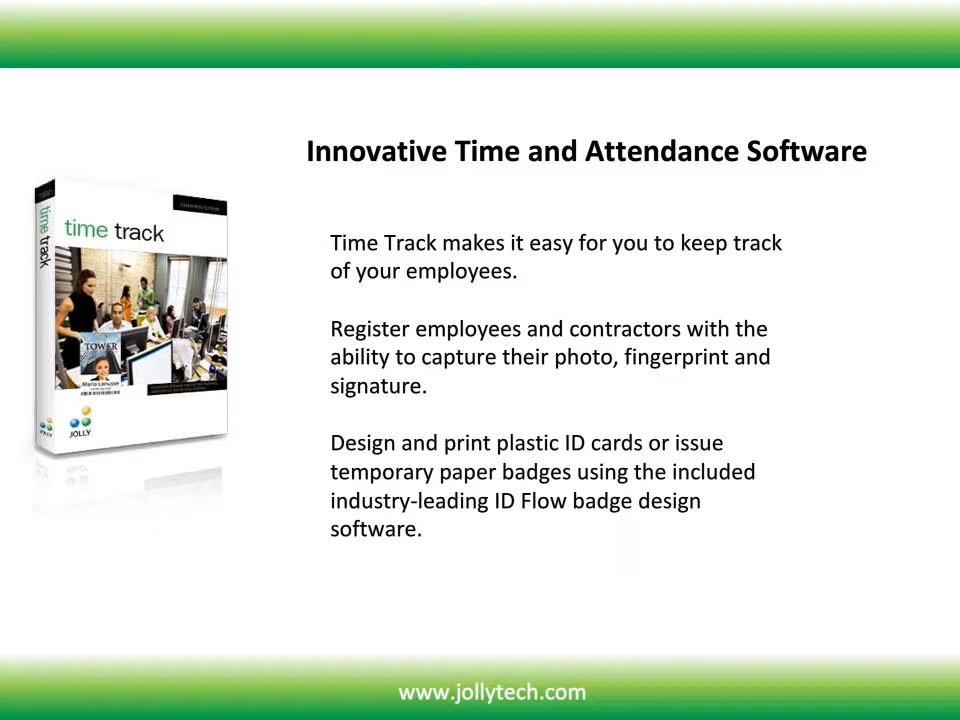 Innovative Time and Attendance Software
time track
time track
TOWER
Maria Lanusse
JOLLY
JOLLY
Time Track makes it easy for you to keep track
of your employees.
Register employees and contractors with the
ability to capture their photo, fingerprint and
signature.
Design and print plastic ID cards or issue
temporary paper badges using the included
industry-leading ID Flow badge design
software.
www.jollytech.com